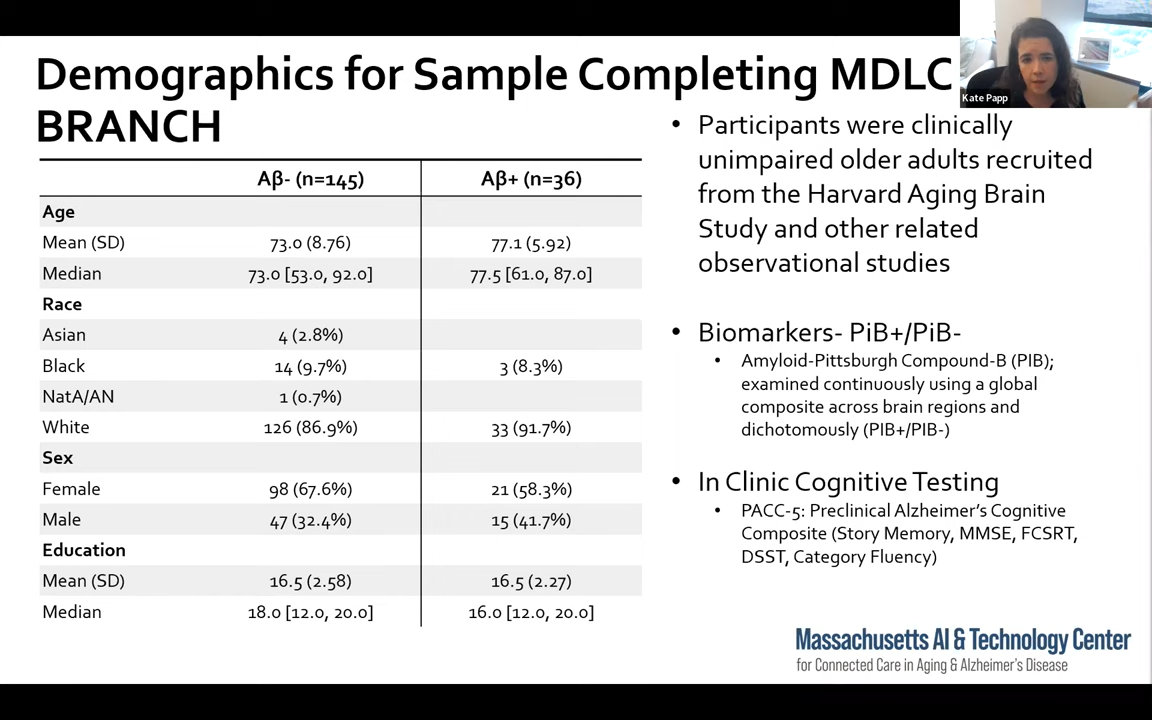 Demographics for Sample Completing MDLC
BRANCH
Kate Papp
Aβ- (n=145) Aβ+ (n=36)
Age
Mean (SD) 73.0 (8.76) 77.1 (5.92)
Median 73.0 [53.0, 92.0] 77.5 [61.0, 87.0]
Race
Asian 4 (2.8%)
Black 14 (9.7%) 3 (8.3%)
NatA/AN 1 (0.7%)
White 126 (86.9%) 33 (91.7%)
Sex
Female 98 (67.6%) 21 (58.3%)
Male 47 (32.4%) 15 (41.7%)
Education
Mean (SD) 16.5 (2.58) 16.5 (2.27)
Median 18.0 [12.0, 20.0] 16.0 [12.0, 20.0]
• Participants were clinically
unimpaired older adults recruited
from the Harvard Aging Brain
Study and other related
observational studies
• Biomarkers- PiB+/PiB-
• Amyloid-Pittsburgh Compound-B (PIB);
examined continuously using a global
composite across brain regions and
dichotomously (PIB+/PIB-)
• In Clinic Cognitive Testing
• PACC-5: Preclinical Alzheimer's Cognitive
Composite (Story Memory, MMSE, FCSRT,
DSST, Category Fluency)
Massachusetts AI & Technology Center
for Connected Care in Aging & Alzheimer's Disease